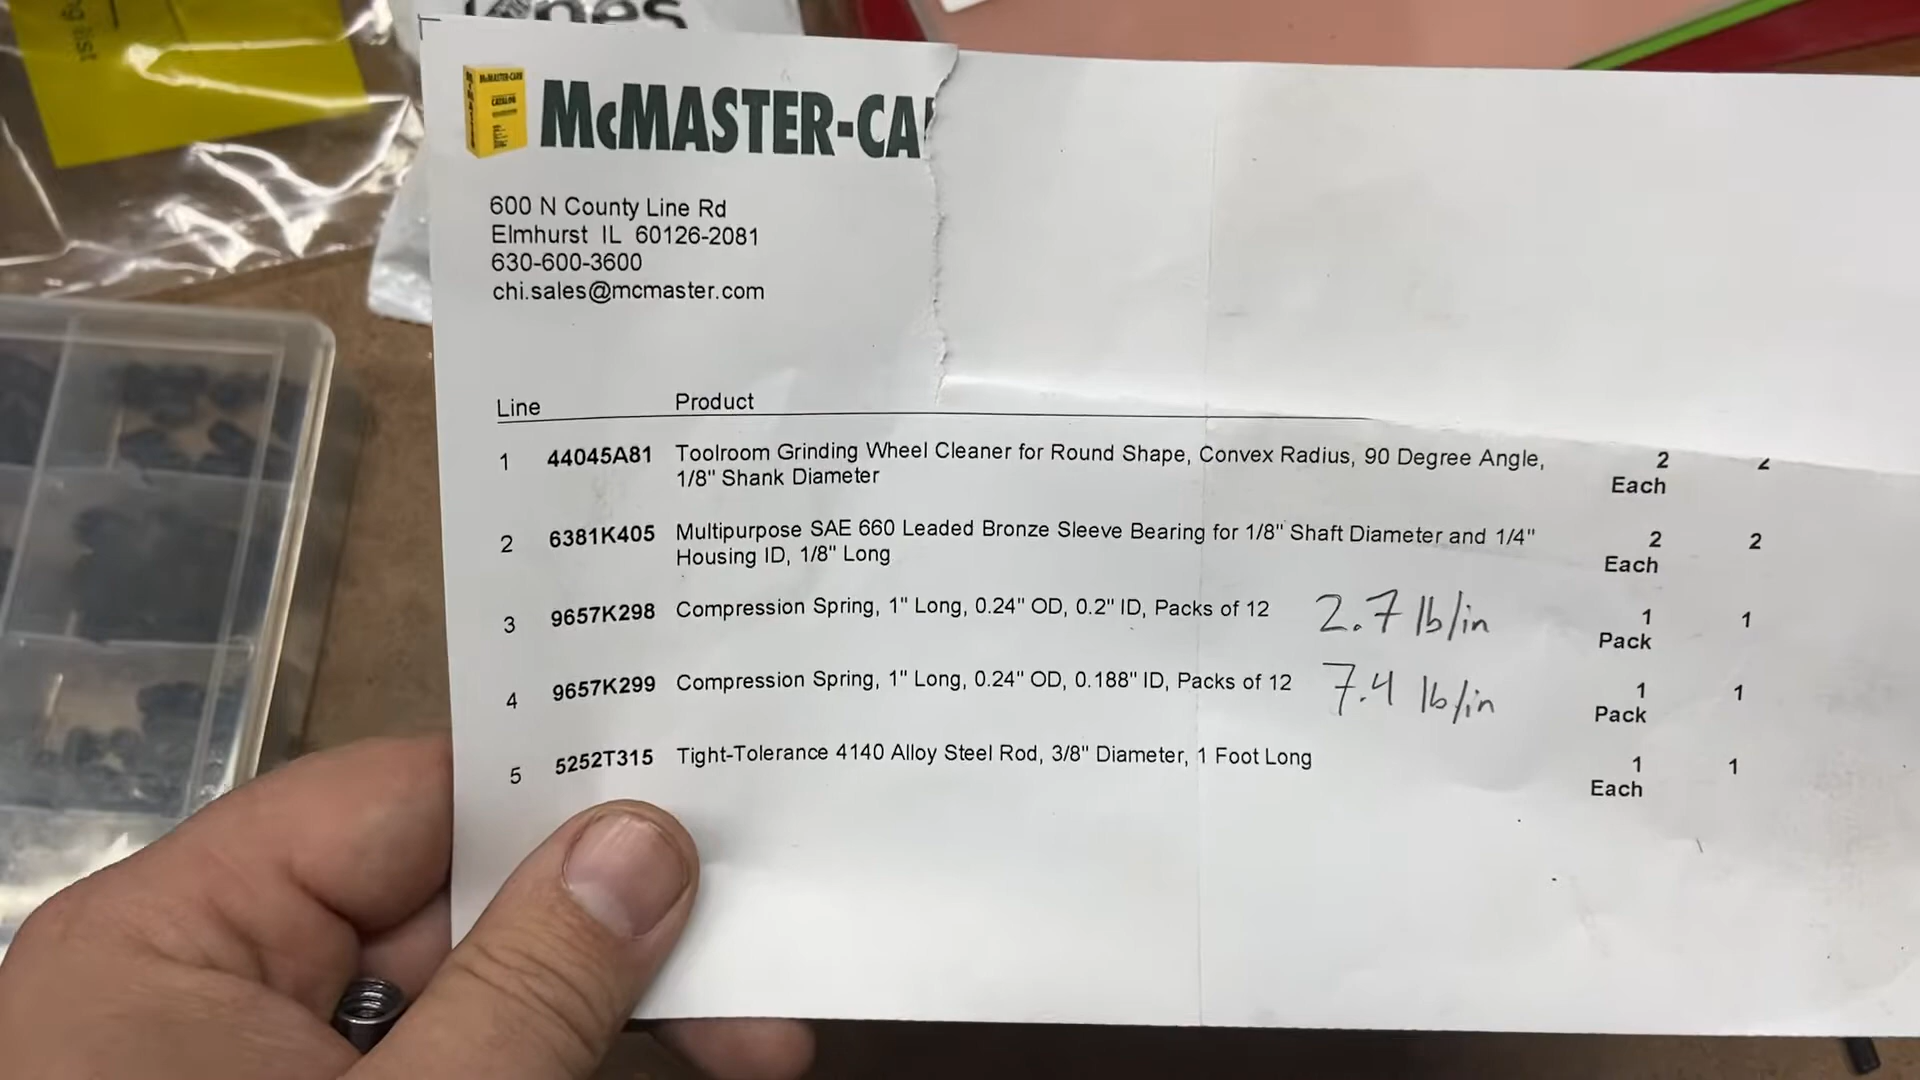 McMASTER-CARR
CATALOG
McMASTER-CA
600 N County Line Rd
Elmhurst IL 60126-2081
630-600-3600
chi.sales@mcmaster.com
Line Product
1 44045A81 Toolroom Grinding Wheel Cleaner for Round Shape, Convex Radius, 90 Degree Angle, 2 2
1/8" Shank Diameter Each
2 6381K405 Multipurpose SAE 660 Leaded Bronze Sleeve Bearing for 1/8" Shaft Diameter and 1/4" 2 2
Housing ID, 1/8" Long Each
3 9657K298 Compression Spring, 1" Long, 0.24" OD, 0.2" ID, Packs of 12 2.7 lb/in 1 1
Pack
4 9657K299 Compression Spring, 1" Long, 0.24" OD, 0.188" ID, Packs of 12 7.4 lb/in 1 1
Pack
5 5252T315 Tight-Tolerance 4140 Alloy Steel Rod, 3/8" Diameter, 1 Foot Long 1 1
Each